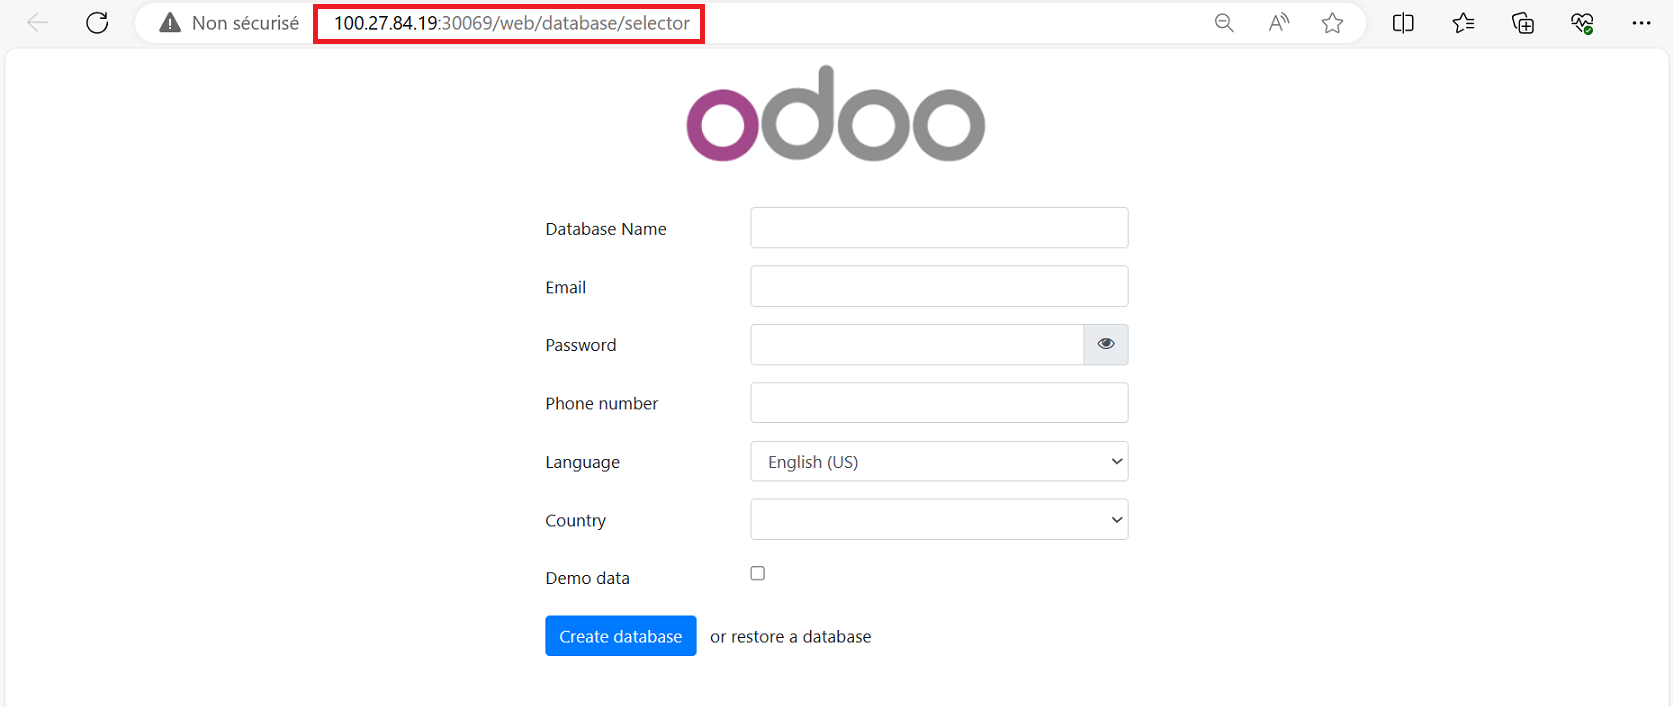 Non sécurisé 100.27.84.19:30069/web/database/selector
odoo
Database Name
Email
Password
Phone number
Language English (US)
Country
Demo data
Create database or restore a database